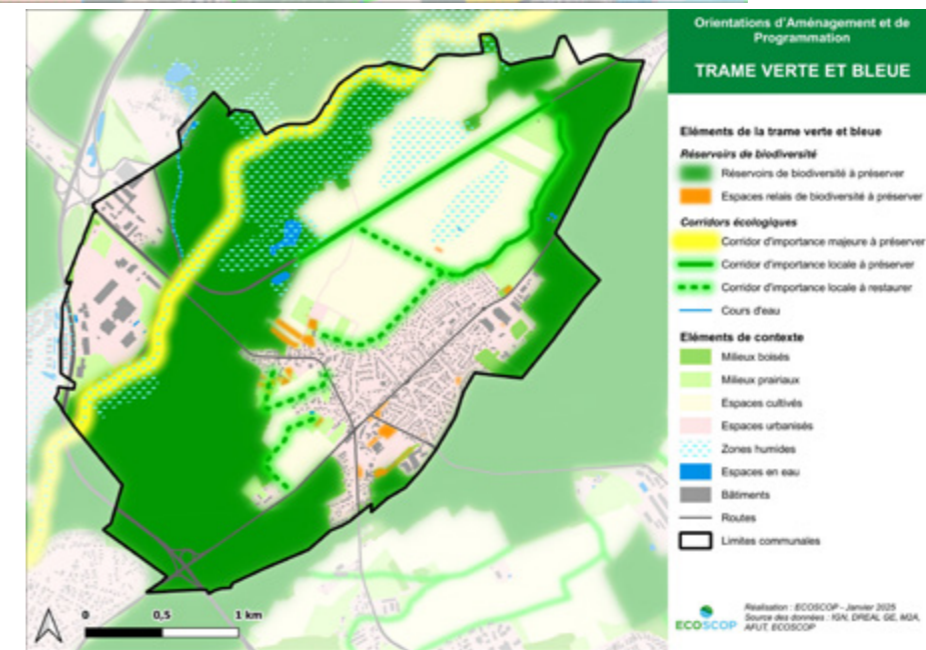 Orientations d'Aménagement et de
Programmation
TRAME VERTE ET BLEUE
Eléments de la trame verte et bleue
Réservoirs de biodiversité
Réservoirs de biodiversité à préserver
Espaces relais de biodiversité à préserver
Corridors écologiques
Corridor d'importance majeure à préserver
Corridor d'importance locale à préserver
Corridor d'importance locale à restaurer
Cours d'eau
Eléments de contexte
Milieux boisés
Milieux prairiaux
Espaces cultivés
Espaces urbanisés
Zones humides
Espaces en eau
Bâtiments
Routes
Limites communales
0 0,5 1 km
ECOSCOP
Réalisation : ECOSCOP - Janvier 2025
Source des données : IGN, DREAL GE, M2A,
AFUT, ECOSCOP